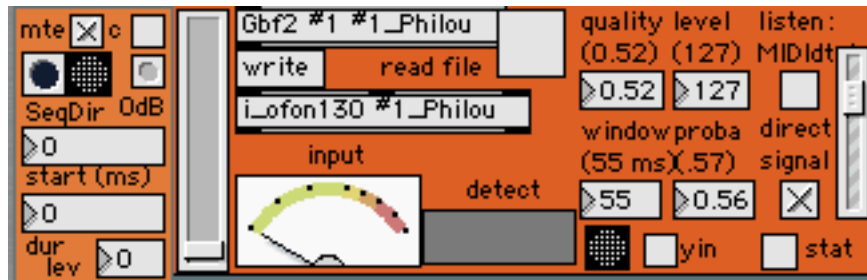 mte c
SeqDir 0dB
0
start (ms)
0
dur
lev 0
Gbf2 #1 #1_Philou
write read file
i_ofon130 #1_Philou
input
detect
quality level
(0.52) (127)
0.52 127
window proba
(55 ms)(.57)
55 0.56
yin
listen:
MIDIdt
direct
signal
stat